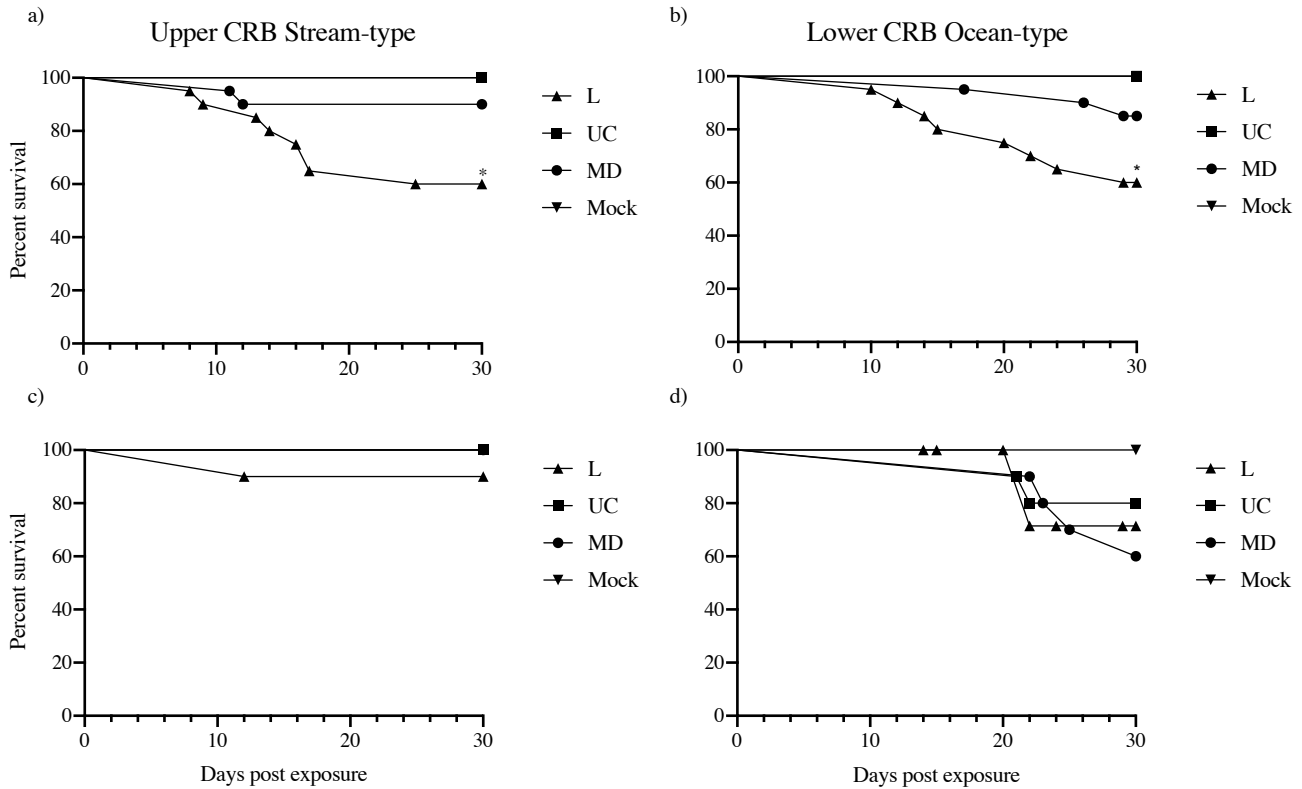 a)
Upper CRB Stream-type
100
80
60
40
20
0
Percent survival
0 10 20 30
*
L
UC
MD
Mock
b)
Lower CRB Ocean-type
100
80
60
40
20
0
0 10 20 30
*
L
UC
MD
Mock
c)
100
80
60
40
20
0
Percent survival
0 10 20 30
Days post exposure
L
UC
MD
Mock
d)
100
80
60
40
20
0
0 10 20 30
Days post exposure
L
UC
MD
Mock